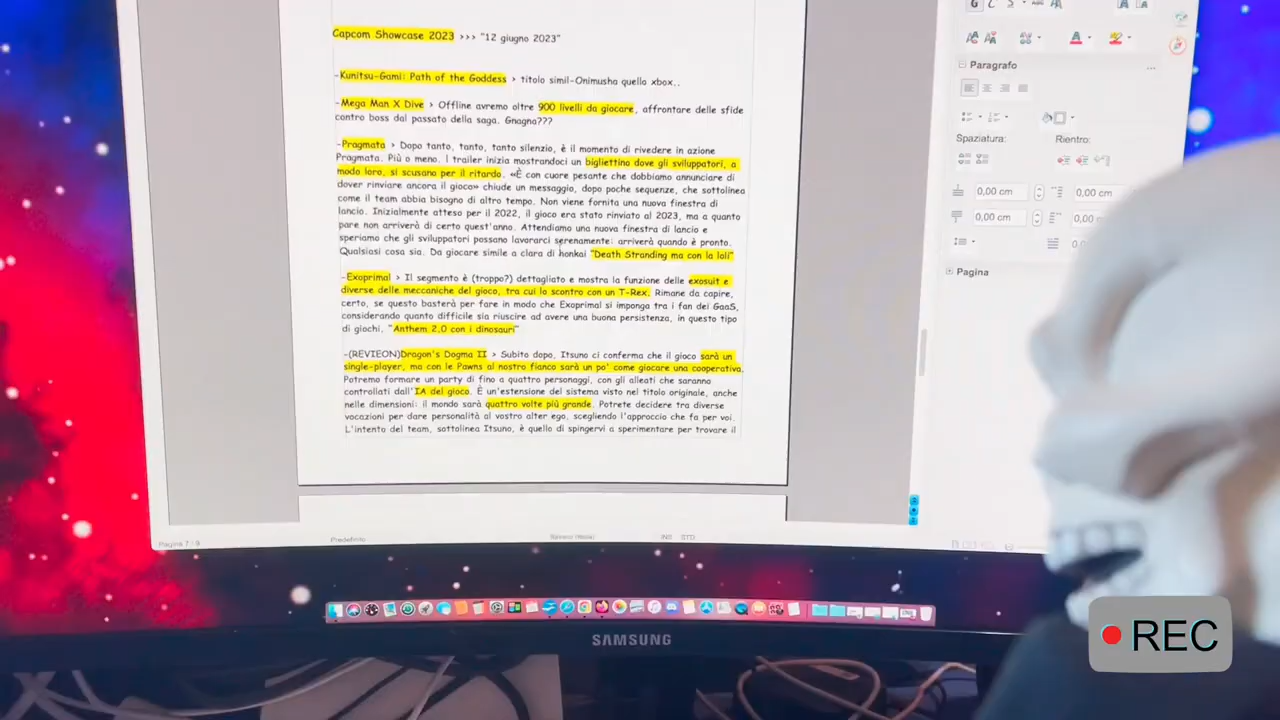 Capcom Showcase 2023 >>> "12 giugno 2023"
-Kunitsu-Gami: Path of the Goddess > titolo simil-Onimusha quello xbox..
-Mega Man X Dive > Offline avremo oltre 900 livelli da giocare, affrontare delle sfide
contro boss dal passato della saga. Gnagna???
-Pragmata > Dopo tanto, tanto, tanto silenzio, è il momento di rivedere in azione
Pragmata. Più o meno. I trailer inizia mostrandoci un bigliettino dove gli sviluppatori, a
modo loro, si scusano per il ritardo. «È con cuore pesante che dobbiamo annunciare di
dover rinviare ancora il gioco» chiude un messaggio, dopo poche sequenze, che sottolinea
come il team abbia bisogno di altro tempo. Non viene fornita una nuova finestra di
lancio. Inizialmente atteso per il 2022, il gioco era stato rinviato al 2023, ma a quanto
pare non arriverà di certo quest'anno. Attendiamo una nuova finestra di lancio e
speriamo che gli sviluppatori possano lavorarci serenamente: arriverà quando è pronto.
Qualsiasi cosa sia. Da giocare simile a clara di honkai "Death Stranding ma con la loli"
-Exoprimal > Il segmento è (troppo?) dettagliato e mostra la funzione delle exosuit e
diverse delle meccaniche del gioco, tra cui lo scontro con un T-Rex. Rimane da capire,
certo, se questo basterà per fare in modo che Exoprimal si imponga tra i fan dei GaaS,
considerando quanto difficile sia riuscire ad avere una buona persistenza, in questo tipo
di giochi. "Anthem 2.0 con i dinosauri"
-(REVIEON)Dragon's Dogma II > Subito dopo, Itsuno ci conferma che il gioco sarà un
single-player, ma con le Pawns al nostro fianco sarà un po' come giocare una cooperativa.
Potremo formare un party di fino a quattro personaggi, con gli alleati che saranno
controllati dall'IA del gioco. È un'estensione del sistema visto nel titolo originale, anche
nelle dimensioni: il mondo sarà quattro volte più grande. Potrete decidere tra diverse
vocazioni per dare personalità al vostro alter ego, scegliendo l'approccio che fa per voi.
L'intento del team, sottolinea Itsuno, è quello di spingervi a sperimentare per trovare il
Paragrafo
Spaziatura: Rientro:
0,00 cm 0,00 cm
0,00 cm 0,00
Pagina
Predefinito
SAMSUNG
REC